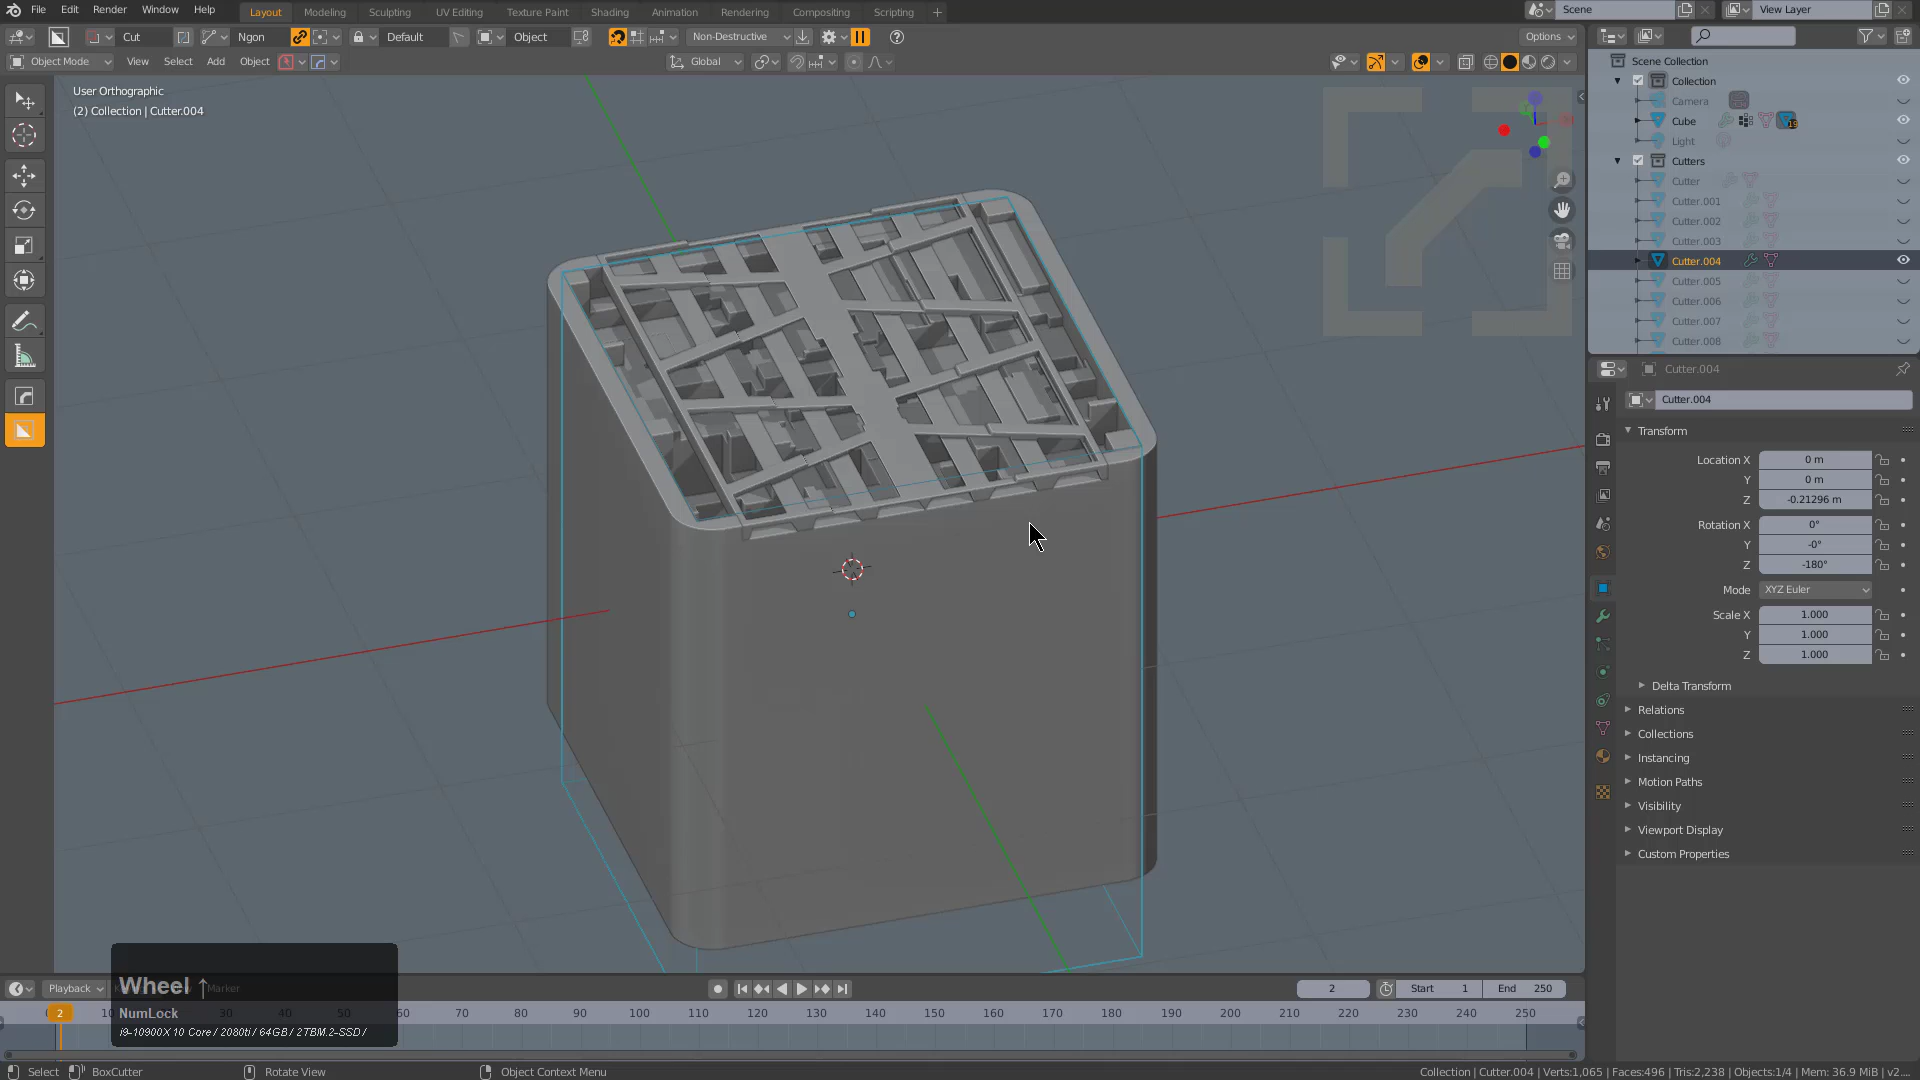 File Edit Render Window Help Layout Modeling Sculpting UV Editing Texture Paint Shading Animation Rendering Compositing Scripting + Scene View Layer
Cut Ngon Default Object Non-Destructive Options
Object Mode View Select Add Object Global
User Orthographic
(2) Collection | Cutter.004
Scene Collection
Collection
Camera
Cube
Light
Cutters
Cutter
Cutter.001
Cutter.002
Cutter.003
Cutter.004
Cutter.005
Cutter.006
Cutter.007
Cutter.008
Cutter.004
Cutter.004
Transform
Location X 0 m
Y 0 m
Z -0.21296 m
Rotation X 0°
Y -0°
Z -180°
Mode XYZ Euler
Scale X 1.000
Y 1.000
Z 1.000
Delta Transform
Relations
Collections
Instancing
Motion Paths
Visibility
Viewport Display
Custom Properties
Playback Marker 2 Start 1 End 250
Wheel ↑
NumLock
i9-10900X 10 Core / 2080ti / 64GB / 2TBM.2-SSD /
2 10 20 30 40 50 60 70 80 90 100 110 120 130 140 150 160 170 180 190 200 210 220 230 240 250
Select BoxCutter Rotate View Object Context Menu Collection | Cutter.004 | Verts:1,065 | Faces:496 | Tris:2,238 | Objects:1/4 | Mem: 36.9 MiB | v2....